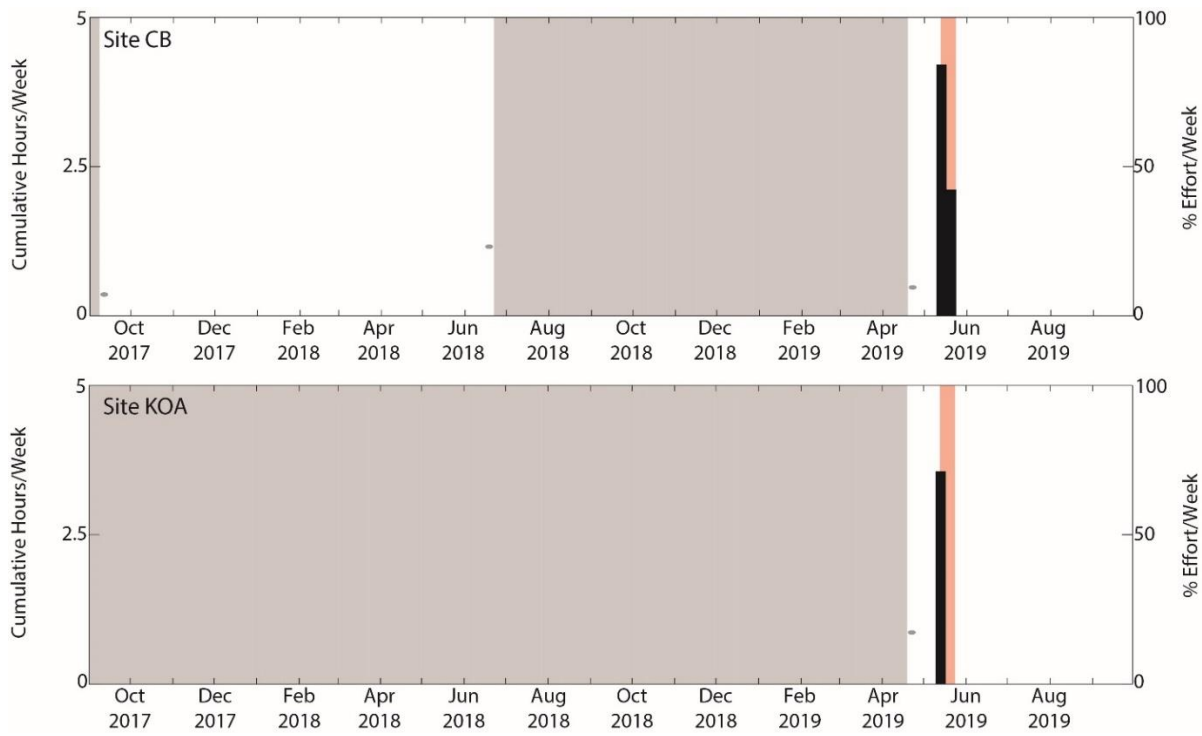 Site CB
Cumulative Hours/Week
5
2.5
0
100
50
0
% Effort/Week
Oct Dec Feb Apr Jun Aug Oct Dec Feb Apr Jun Aug
2017 2017 2018 2018 2018 2018 2018 2018 2019 2019 2019 2019
Site KOA
Cumulative Hours/Week
5
2.5
0
100
50
0
% Effort/Week
Oct Dec Feb Apr Jun Aug Oct Dec Feb Apr Jun Aug
2017 2017 2018 2018 2018 2018 2018 2018 2019 2019 2019 2019